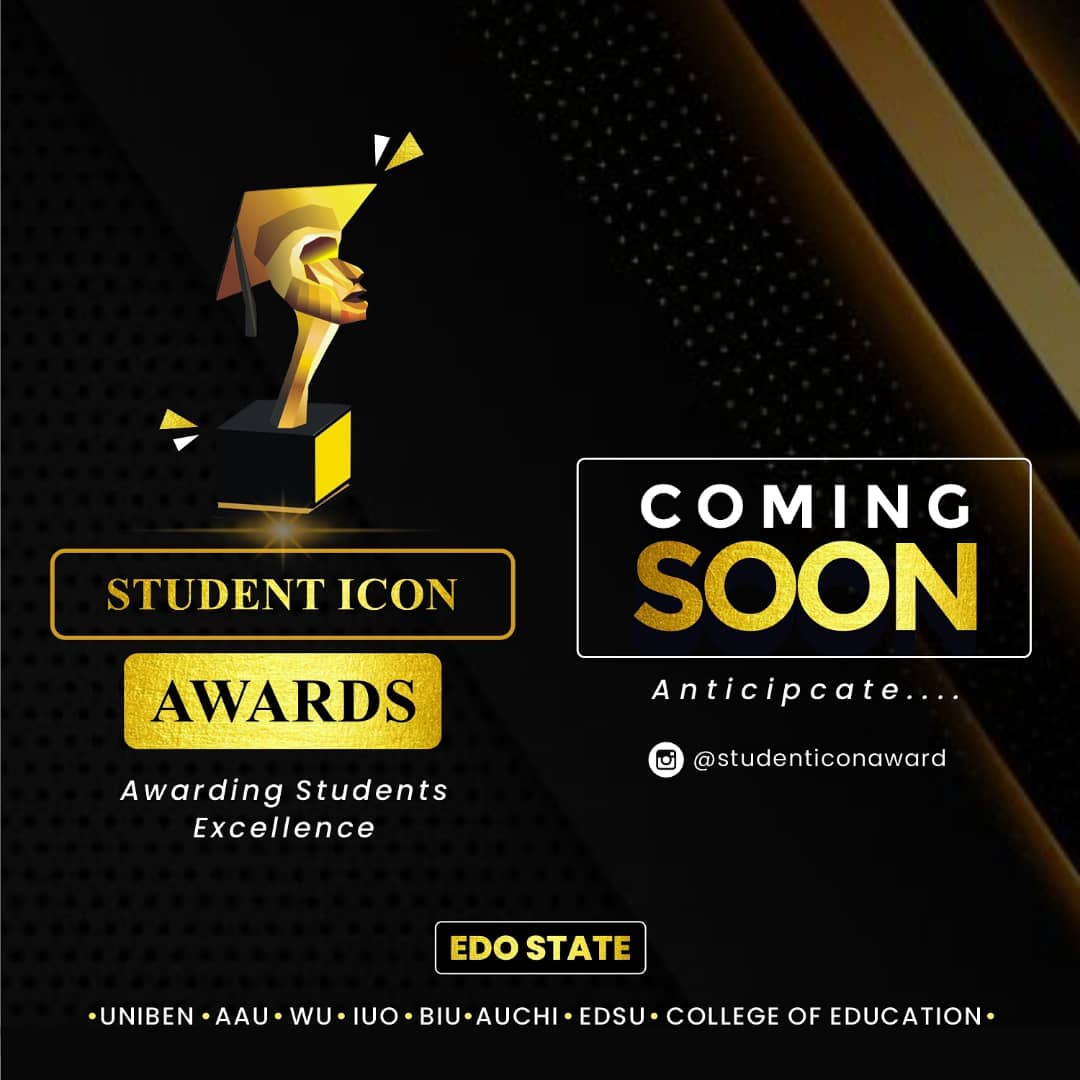 STUDENT ICON
AWARDS
Awarding Students
Excellence
COMING
SOON
Anticipcate....
@studenticonaward
EDO STATE
•UNIBEN •AAU•WU•IUO•BIU•AUCHI•EDSU•COLLEGE OF EDUCATION•